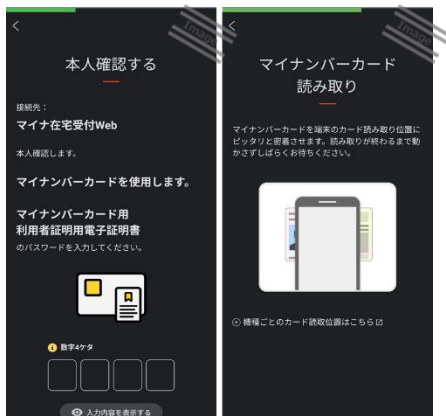 Image
本人確認する
接続先：
マイナ在宅受付Web
本人確認します。
マイナンバーカードを使用します。
マイナンバーカード用
利用者証明用電子証明書
のパスワードを入力してください。
数字4ケタ
入力内容を表示する
Image
マイナンバーカード
読み取り
マイナンバーカードを端末のカード読み取り位置に
ピッタリと密着させます。読み取りが終わるまで動
かさずしばらくお待ちください。
機種ごとのカード読取位置はこちら